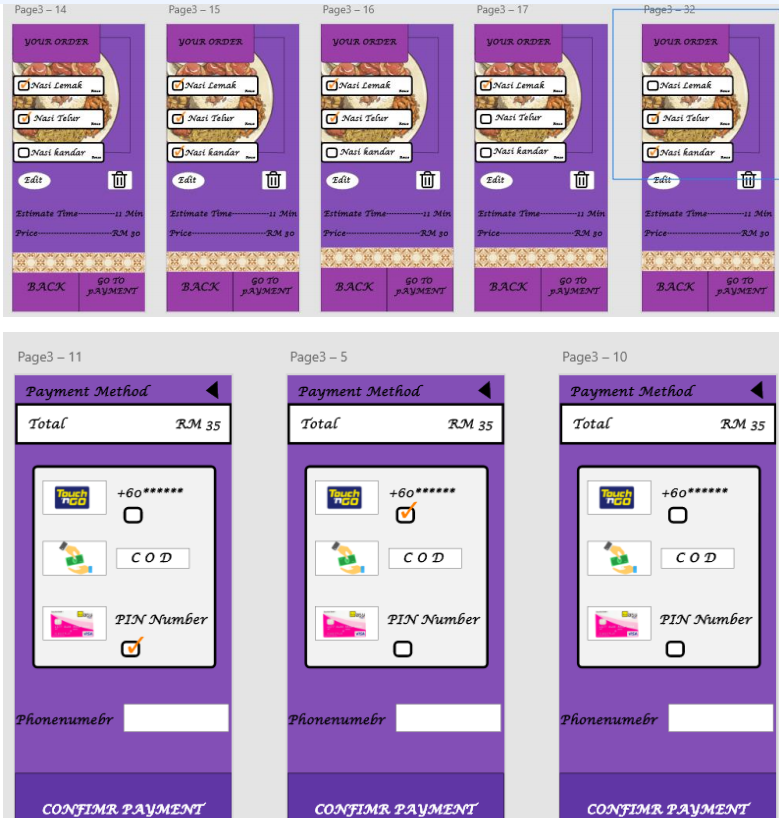 Page3 – 14
YOUR ORDER
Nasi Lemak
Nasi Telur
Nasi kandar
Edit
Estimate Time------------11 Min
Price------------------------RM 30
BACK
GO TO
pAYMENT
Page3 – 15
YOUR ORDER
Nasi Lemak
Nasi Telur
Nasi kandar
Edit
Estimate Time------------11 Min
Price------------------------RM 30
BACK
GO TO
pAYMENT
Page3 – 16
YOUR ORDER
Nasi Lemak
Nasi Telur
Nasi kandar
Edit
Estimate Time------------11 Min
Price------------------------RM 30
BACK
GO TO
pAYMENT
Page3 – 17
YOUR ORDER
Nasi Lemak
Nasi Telur
Nasi kandar
Edit
Estimate Time------------11 Min
Price------------------------RM 30
BACK
GO TO
pAYMENT
Page3 – 32
YOUR ORDER
Nasi Lemak
Nasi Telur
Nasi kandar
Edit
Estimate Time------------11 Min
Price------------------------RM 30
BACK
GO TO
pAYMENT
Page3 – 11
Payment Method
Total RM 35
Touch
'nGO
+60******
C O D
PIN Number
VISA
Phonenumebr
CONFIMR PAYMENT
Page3 – 5
Payment Method
Total RM 35
Touch
'nGO
+60******
C O D
PIN Number
VISA
Phonenumebr
CONFIMR PAYMENT
Page3 – 10
Payment Method
Total RM 35
Touch
'nGO
+60******
C O D
PIN Number
VISA
Phonenumebr
CONFIMR PAYMENT